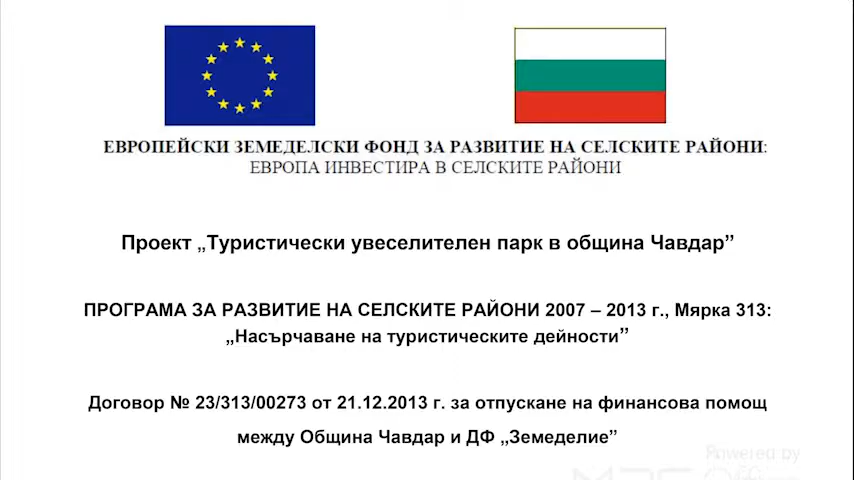 ЕВРОПЕЙСКИ ЗЕМЕДЕЛСКИ ФОНД ЗА РАЗВИТИЕ НА СЕЛСКИТЕ РАЙОНИ:
ЕВРОПА ИНВЕСТИРА В СЕЛСКИТЕ РАЙОНИ
Проект „Туристически увеселителен парк в община Чавдар”
ПРОГРАМА ЗА РАЗВИТИЕ НА СЕЛСКИТЕ РАЙОНИ 2007 – 2013 г., Мярка 313:
„Насърчаване на туристическите дейности”
Договор № 23/313/00273 от 21.12.2013 г. за отпускане на финансова помощ
между Община Чавдар и ДФ „Земеделие”
Powered by